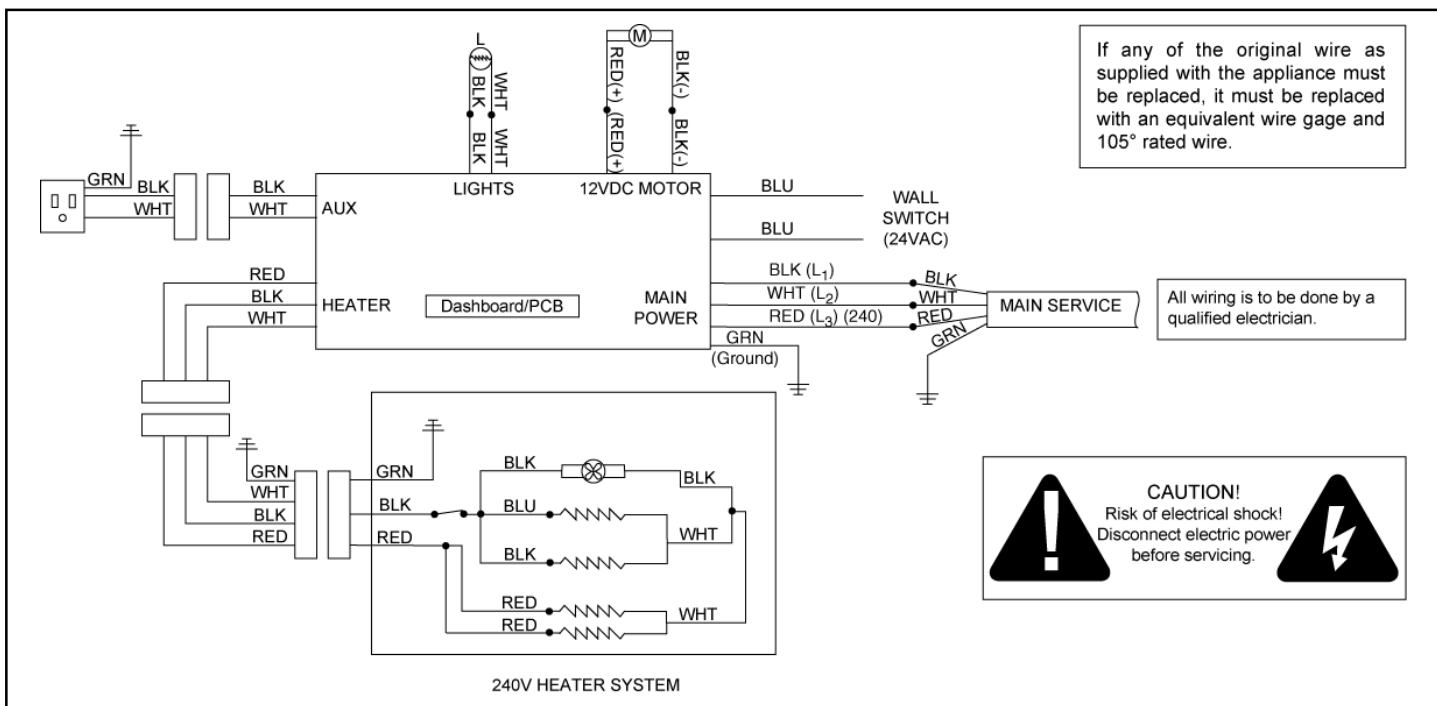 L
BLK
WHT
BLK
WHT
LIGHTS
M
RED(+)
(RED(+)
BLK(-)
BLK(-)
12VDC MOTOR
If any of the original wire as
supplied with the appliance must
be replaced, it must be replaced
with an equivalent wire gage and
105° rated wire.
GRN
BLK
WHT
BLK
WHT
AUX
BLU
BLU
WALL
SWITCH
(24VAC)
RED
BLK
WHT
HEATER
Dashboard/PCB
MAIN
POWER
BLK (L1)
WHT (L2)
RED (L3) (240)
GRN
(Ground)
BLK
WHT
RED
GRN
MAIN SERVICE
All wiring is to be done by a
qualified electrician.
GRN
WHT
BLK
RED
GRN
BLK
RED
BLK
BLK
BLU
WHT
BLK
RED
RED
WHT
240V HEATER SYSTEM
CAUTION!
Risk of electrical shock!
Disconnect electric power
before servicing.